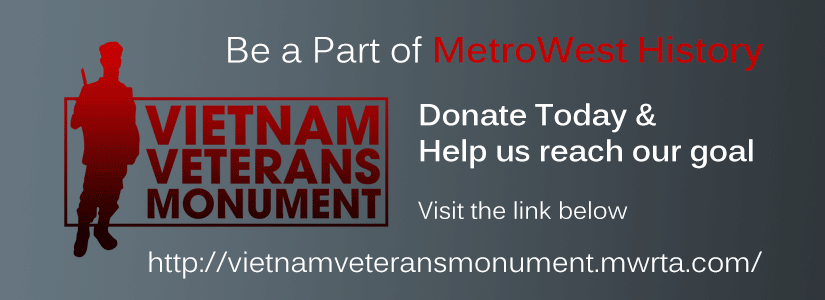 Be a Part of MetroWest History
VIETNAM
VETERANS
MONUMENT
Donate Today &
Help us reach our goal
Visit the link below
http://vietnamveteransmonument.mwrta.com/